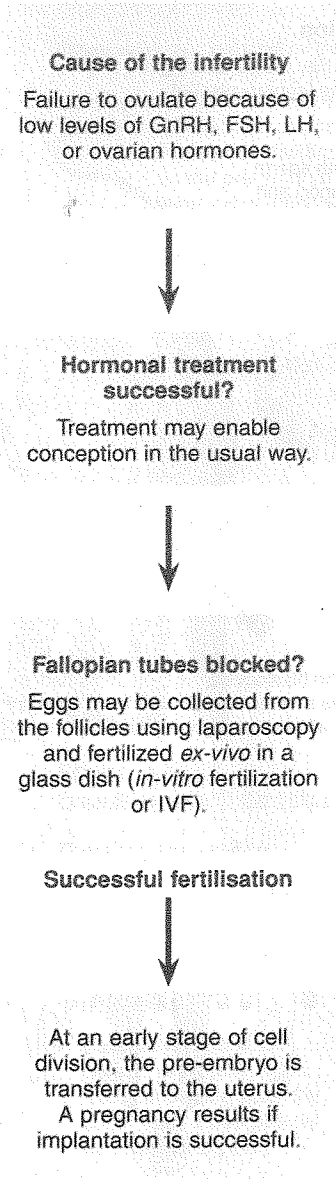 Cause of the infertility
Failure to ovulate because of
low levels of GnRH, FSH, LH,
or ovarian hormones.
Hormonal treatment
successful?
Treatment may enable
conception in the usual way.
Fallopian tubes blocked?
Eggs may be collected from
the follicles using laparoscopy
and fertilized ex-vivo in a
glass dish (in-vitro fertilization
or IVF).
Successful fertilisation
At an early stage of cell
division, the pre-embryo is
transferred to the uterus.
A pregnancy results if
implantation is successful.